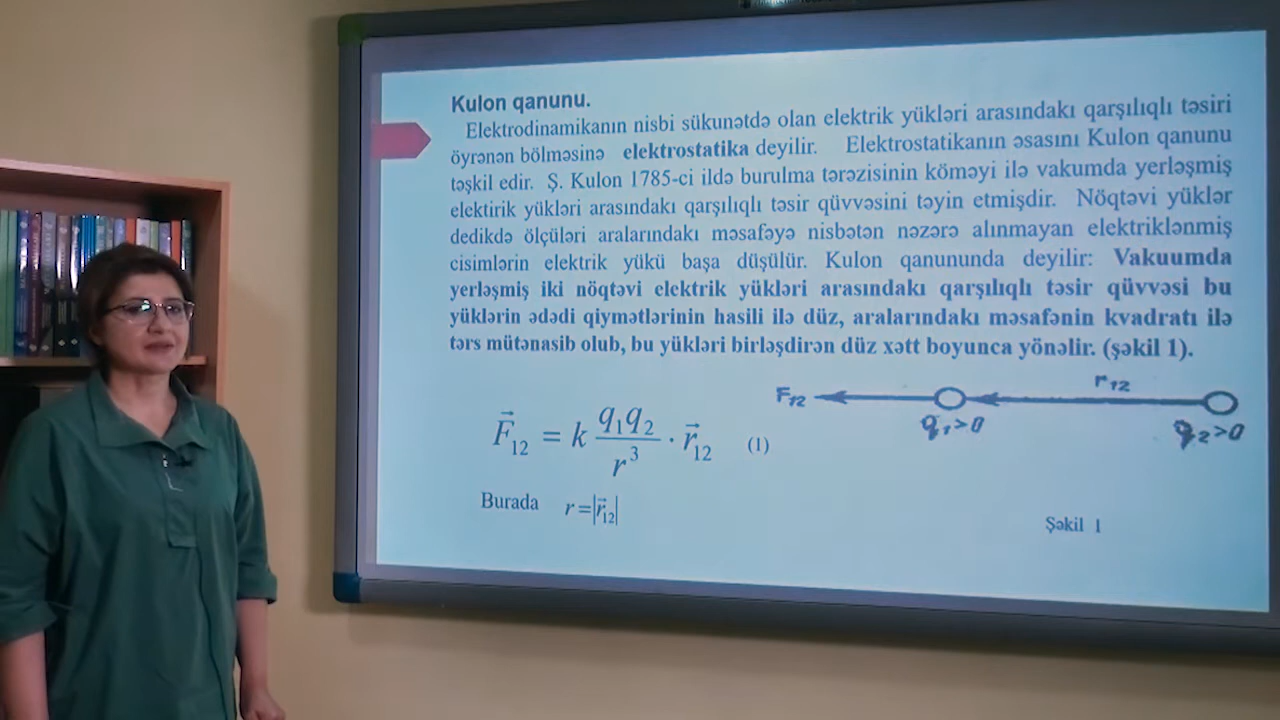 Kulon qanunu.
Elektrodinamikanın nisbi sükunətdə olan elektrik yükləri arasındakı qarşılıqlı təsiri
öyrənən bölməsinə elektrostatika deyilir. Elektrostatikanın əsasını Kulon qanunu
təşkil edir. Ş. Kulon 1785-ci ildə burulma tərəzisinin köməyi ilə vakumda yerləşmiş
elektirik yükləri arasındakı qarşılıqlı təsir qüvvəsini təyin etmişdir. Nöqtəvi yüklər
dedikdə ölçüləri aralarındakı məsafəyə nisbətən nəzərə alınmayan elektriklənmiş
cisimlərin elektrik yükü başa düşülür. Kulon qanununda deyilir: Vakuumda
yerləşmiş iki nöqtəvi elektrik yükləri arasındakı qarşılıqlı təsir qüvvəsi bu
yüklərin ədədi qiymətlərinin hasili ilə düz, aralarındakı məsafənin kvadratı ilə
tərs mütənasib olub, bu yükləri birləşdirən düz xətt boyunca yönəlir. (şəkil 1).
F₁₂ r₁₂
q₁>0 q₂>0
F⃗₁₂ = k q₁q₂/r³ · r⃗₁₂ (1)
Burada r=|r⃗₁₂|
Şəkil 1